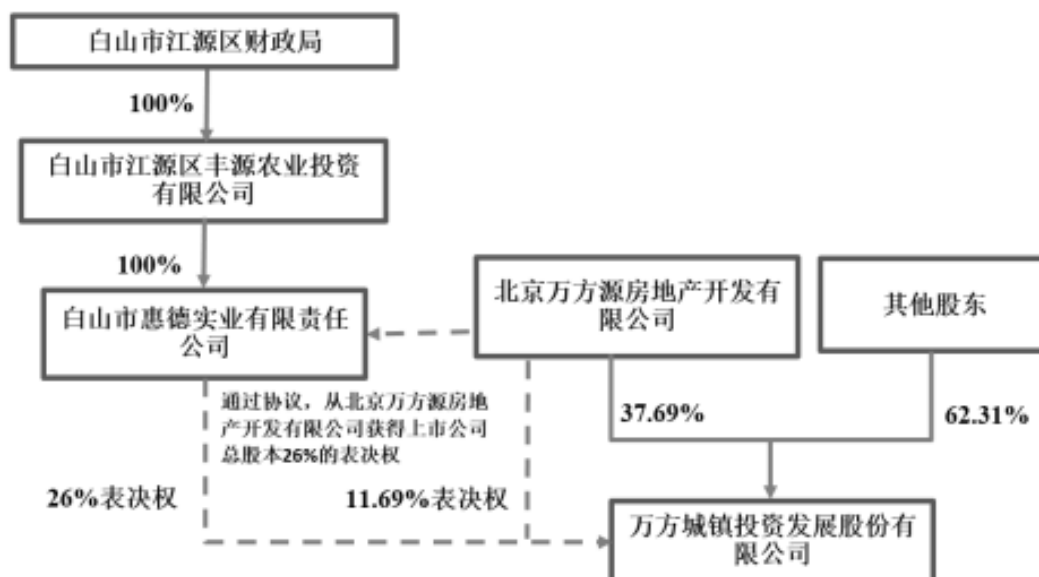 白山市江源区财政局
100%
白山市江源区丰源农业投资
有限公司
100%
白山市惠德实业有限责任
公司
北京万方源房地产开发有
限公司
其他股东
通过协议，从北京万方源房地
产开发有限公司获得上市公司
总股本26%的表决权
37.69%
62.31%
26%表决权
11.69%表决权
万方城镇投资发展股份有
限公司